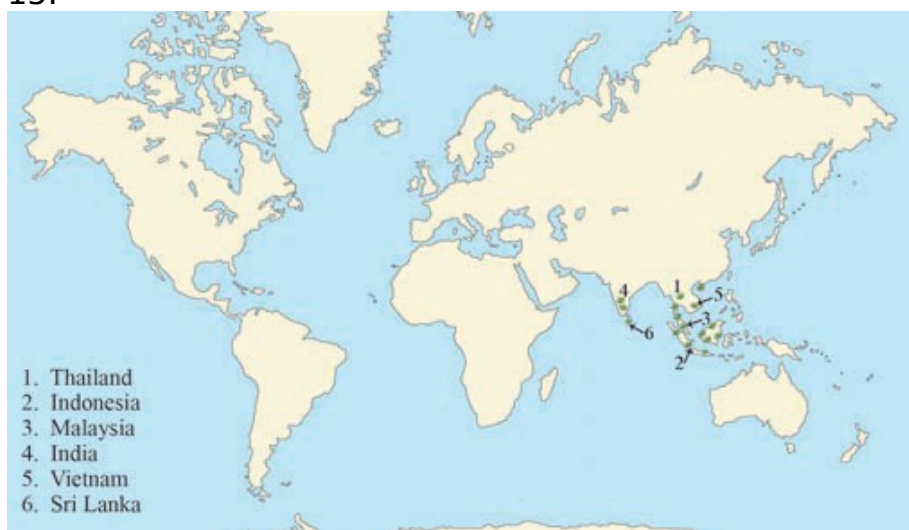 15.
4
1
5
3
6
2
1. Thailand
2. Indonesia
3. Malaysia
4. India
5. Vietnam
6. Sri Lanka